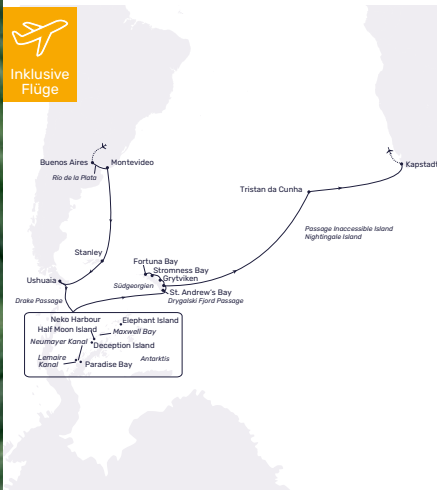 Inklusive
Flüge
Buenos Aires
Montevideo
Río de la Plata
Kapstadt
Tristan da Cunha
Passage Inaccessible Island
Nightingale Island
Stanley
Fortuna Bay
Stromness Bay
Grytviken
Ushuaia
Südgeorgien
St. Andrew's Bay
Drake Passage
Drygalski Fjord Passage
Neko Harbour
Elephant Island
Half Moon Island
Maxwell Bay
Neumayer Kanal
Deception Island
Lemaire
Kanal
Paradise Bay
Antarktis